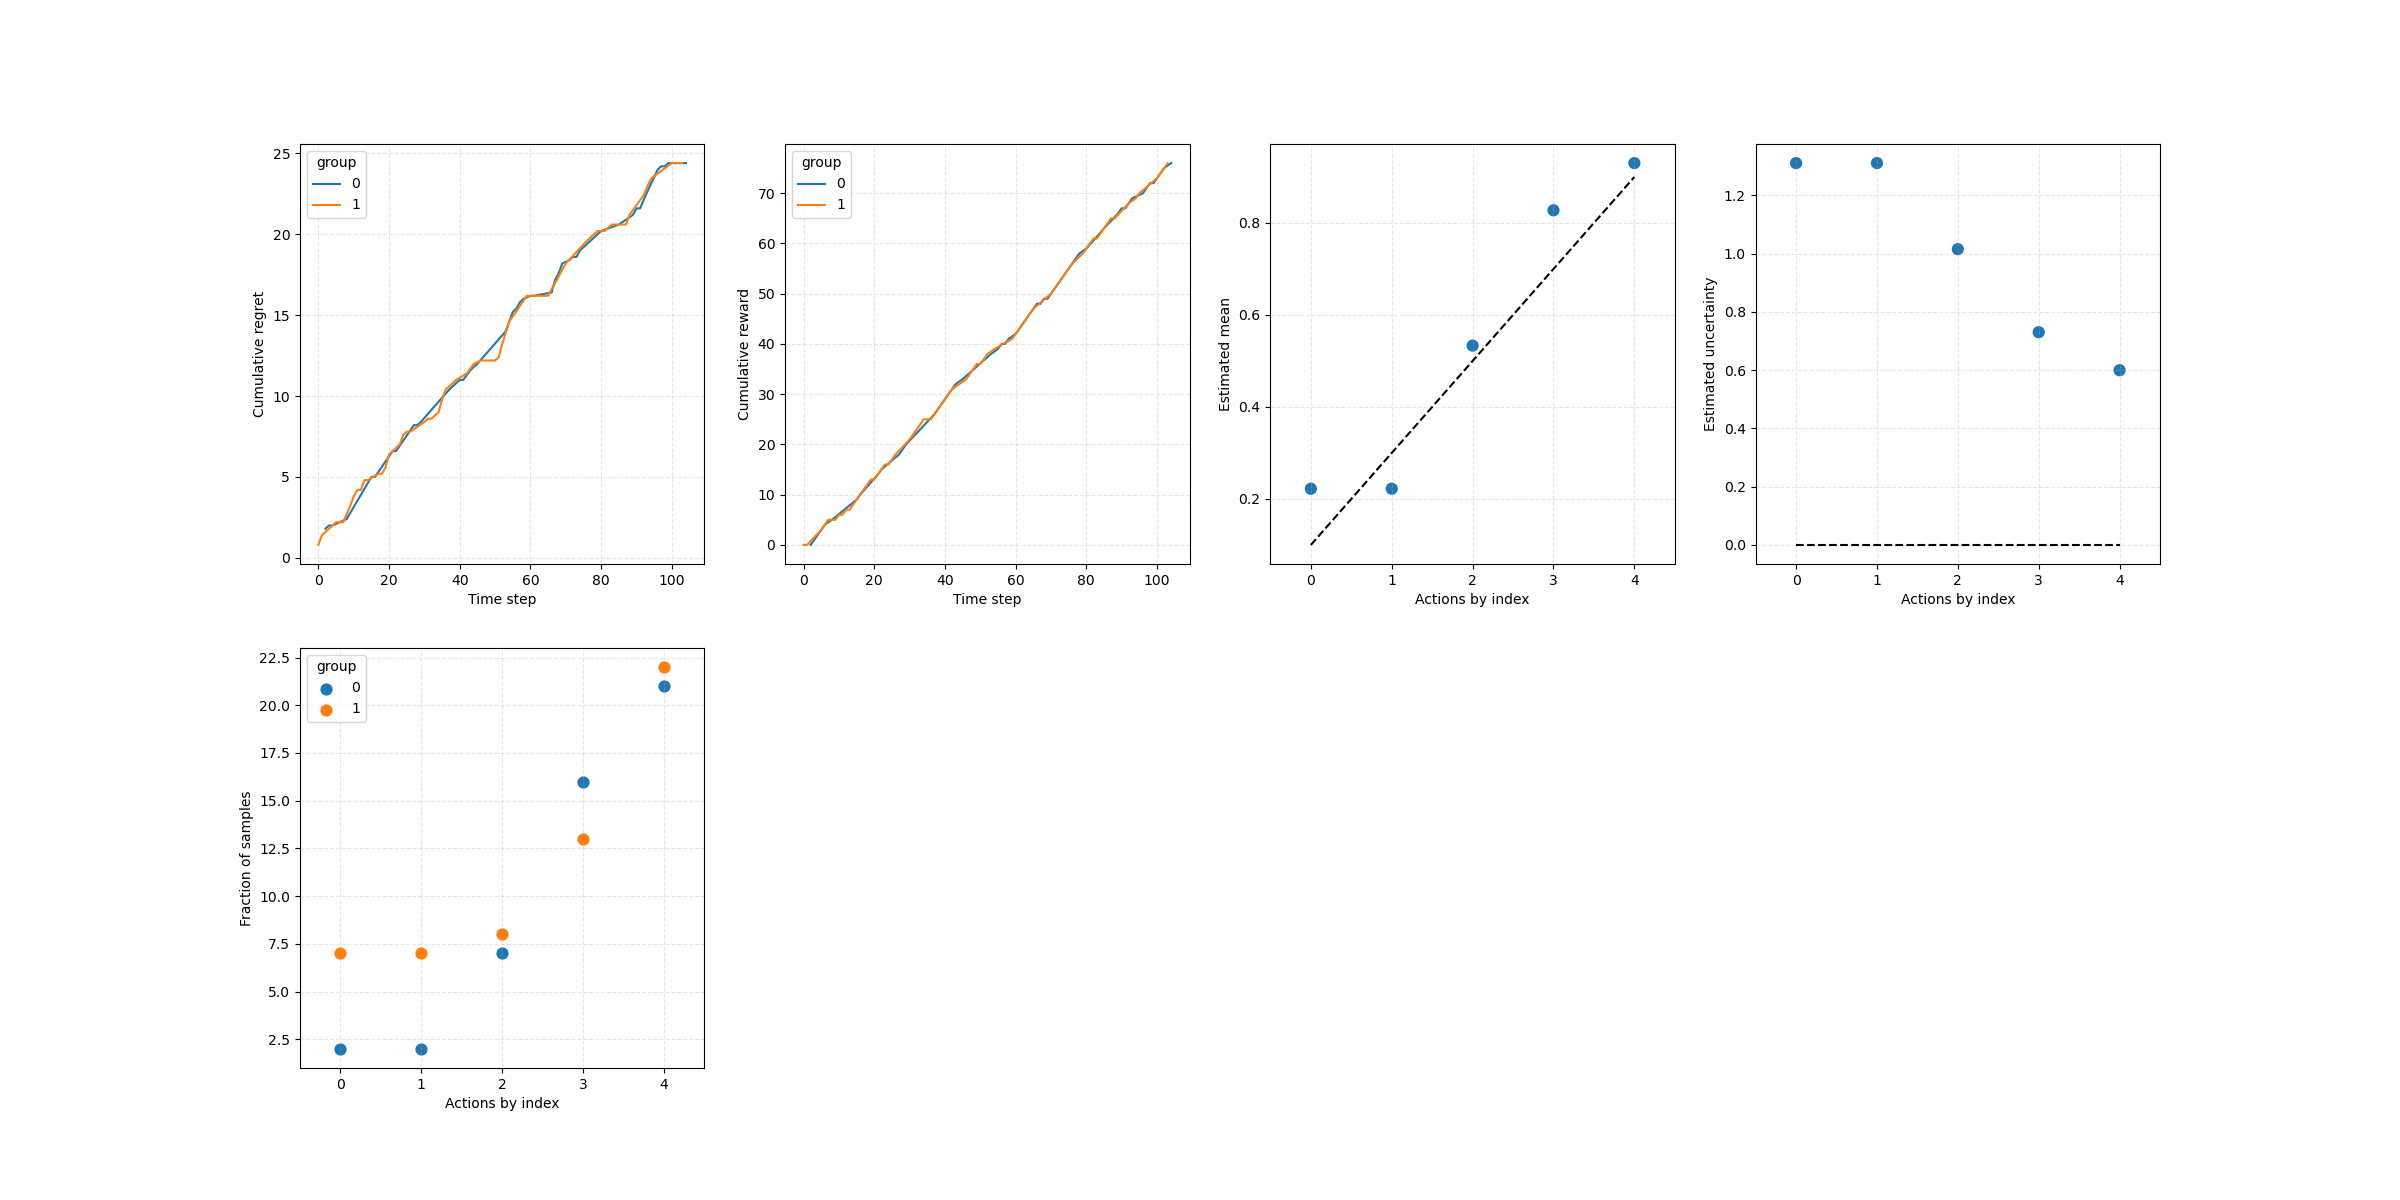 25
20
15
10
5
0
0 20 40 60 80 100
Time step
Cumulative regret
group
0
1
70
60
50
40
30
20
10
0
0 20 40 60 80 100
Time step
Cumulative reward
group
0
1
0.8
0.6
0.4
0.2
0 1 2 3 4
Actions by index
Estimated mean
1.2
1.0
0.8
0.6
0.4
0.2
0.0
0 1 2 3 4
Actions by index
Estimated uncertainty
22.5
20.0
17.5
15.0
12.5
10.0
7.5
5.0
2.5
0 1 2 3 4
Actions by index
Fraction of samples
group
0
1